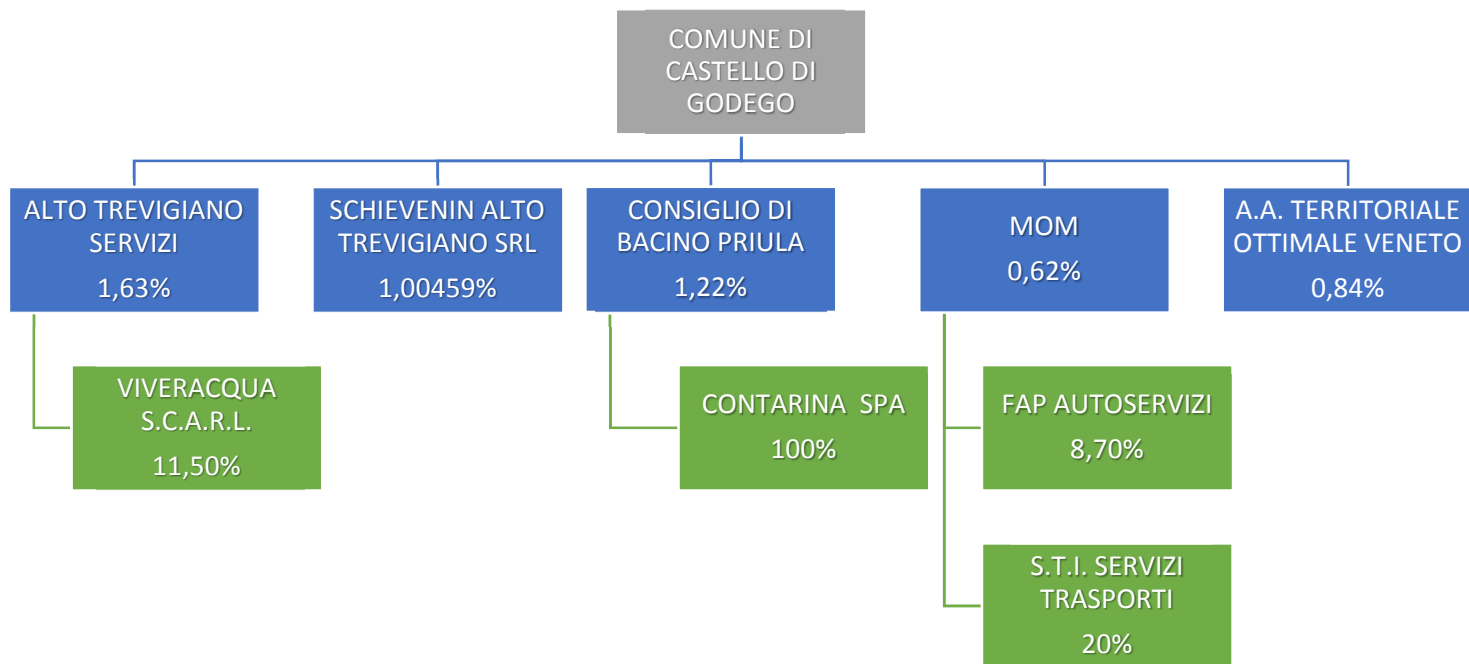 COMUNE DI
CASTELLO DI
GODEGO
ALTO TREVIGIANO
SERVIZI
1,63%
SCHIEVENIN ALTO
TREVIGIANO SRL
1,00459%
CONSIGLIO DI
BACINO PRIULA
1,22%
MOM
0,62%
A.A. TERRITORIALE
OTTIMALE VENETO
0,84%
VIVERACQUA
S.C.A.R.L.
11,50%
CONTARINA SPA
100%
FAP AUTOSERVIZI
8,70%
S.T.I. SERVIZI
TRASPORTI
20%